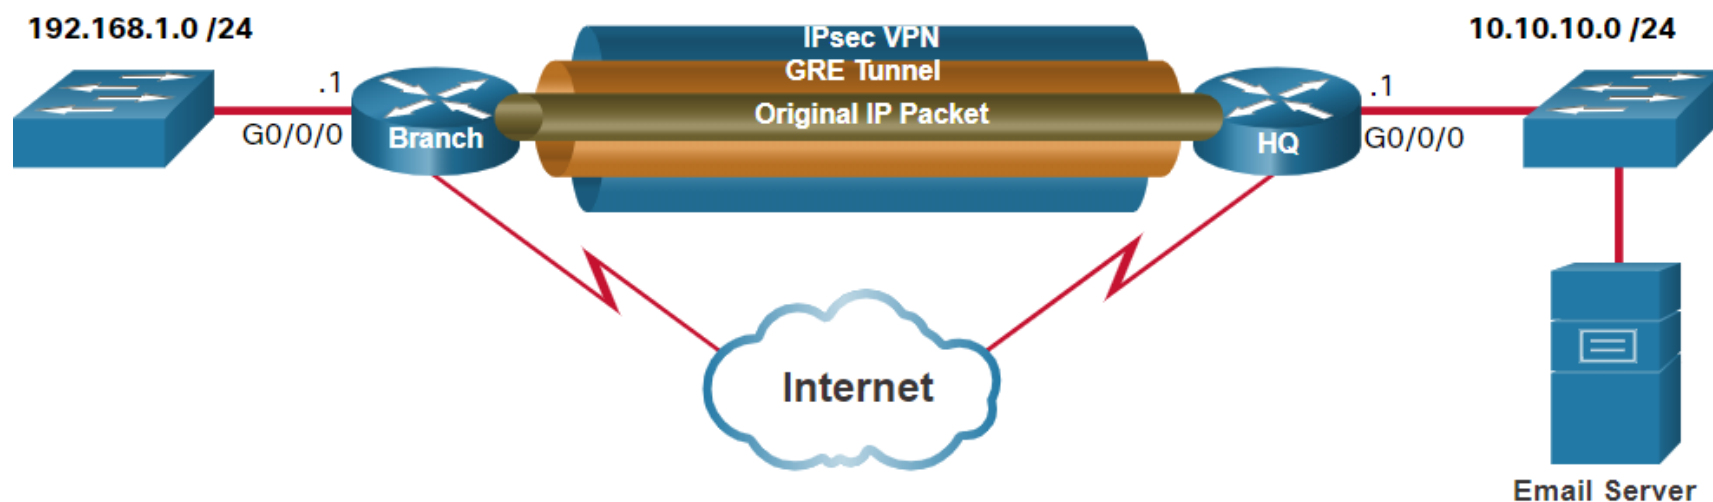 192.168.1.0 /24
IPsec VPN
10.10.10.0 /24
GRE Tunnel
.1
.1
Original IP Packet
G0/0/0
Branch
HQ
G0/0/0
Internet
Email Server